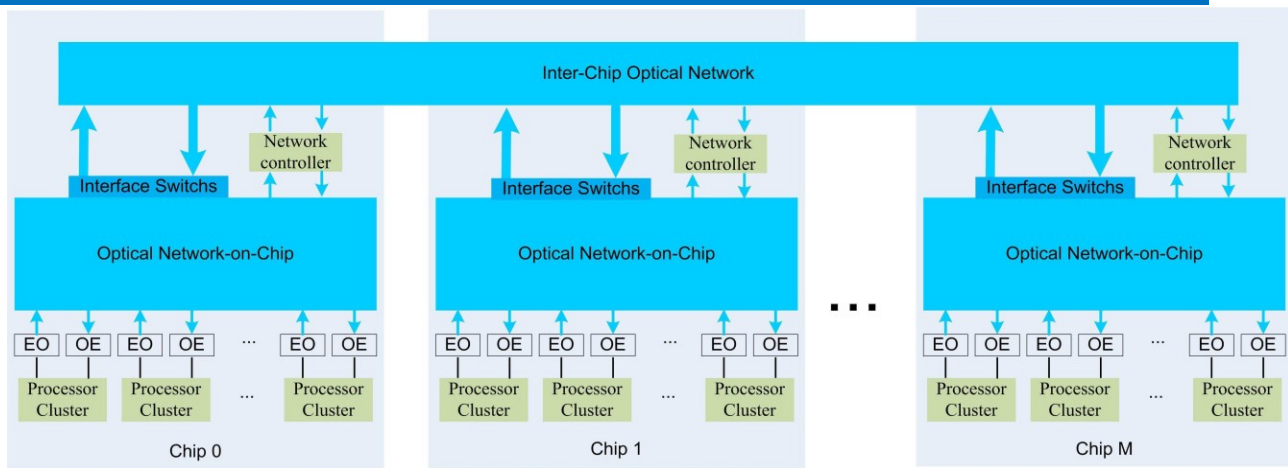 Inter-Chip Optical Network
Network
controller
Network
controller
Network
controller
Interface Switchs
Interface Switchs
Interface Switchs
Optical Network-on-Chip
Optical Network-on-Chip
Optical Network-on-Chip
...
EO OE EO OE ... EO OE
EO OE EO OE ... EO OE
EO OE EO OE ... EO OE
Processor
Cluster
Processor
Cluster
...
Processor
Cluster
Processor
Cluster
Processor
Cluster
...
Processor
Cluster
Processor
Cluster
Processor
Cluster
...
Processor
Cluster
Chip 0
Chip 1
Chip M